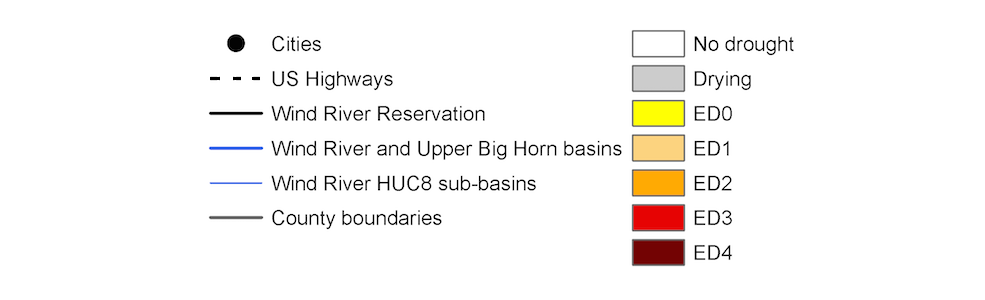 Cities
US Highways
Wind River Reservation
Wind River and Upper Big Horn basins
Wind River HUC8 sub-basins
County boundaries
No drought
Drying
ED0
ED1
ED2
ED3
ED4